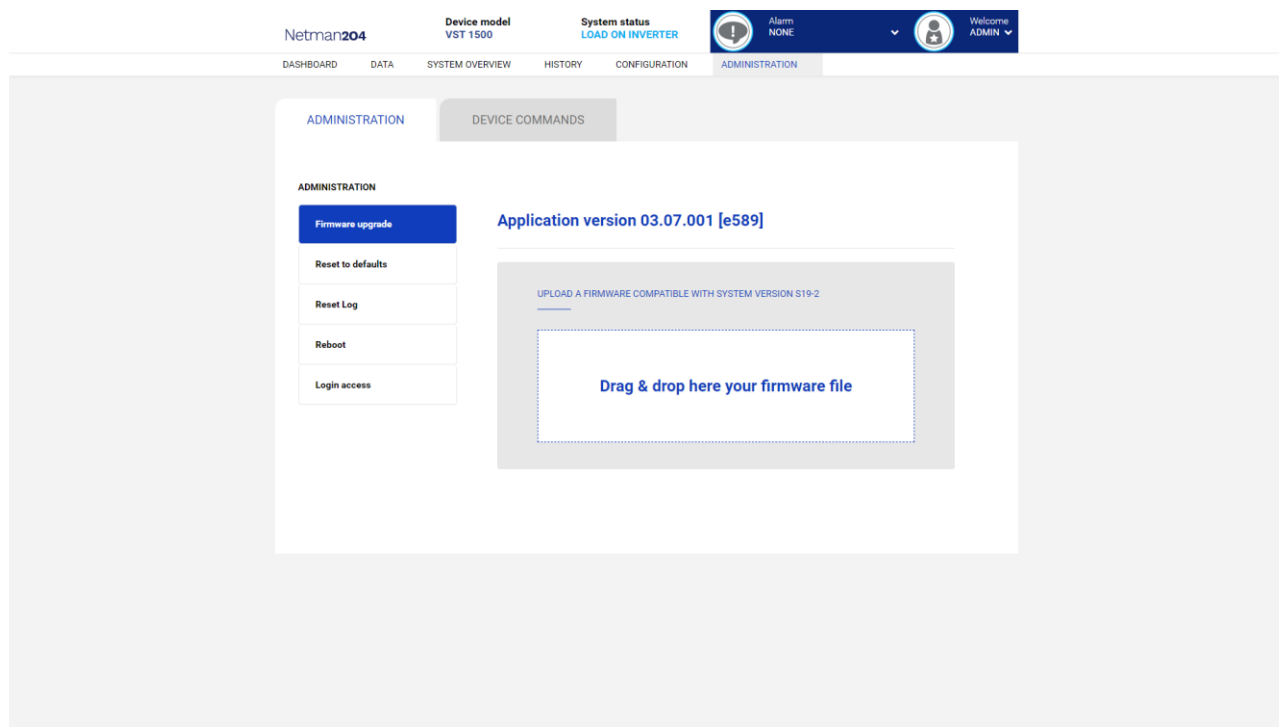 Netman204
Device model
VST 1500
System status
LOAD ON INVERTER
Alarm
NONE
Welcome
ADMIN
DASHBOARD DATA SYSTEM OVERVIEW HISTORY CONFIGURATION ADMINISTRATION
ADMINISTRATION DEVICE COMMANDS
ADMINISTRATION
Firmware upgrade
Reset to defaults
Reset Log
Reboot
Login access
Application version 03.07.001 [e589]
UPLOAD A FIRMWARE COMPATIBLE WITH SYSTEM VERSION S19-2
Drag & drop here your firmware file